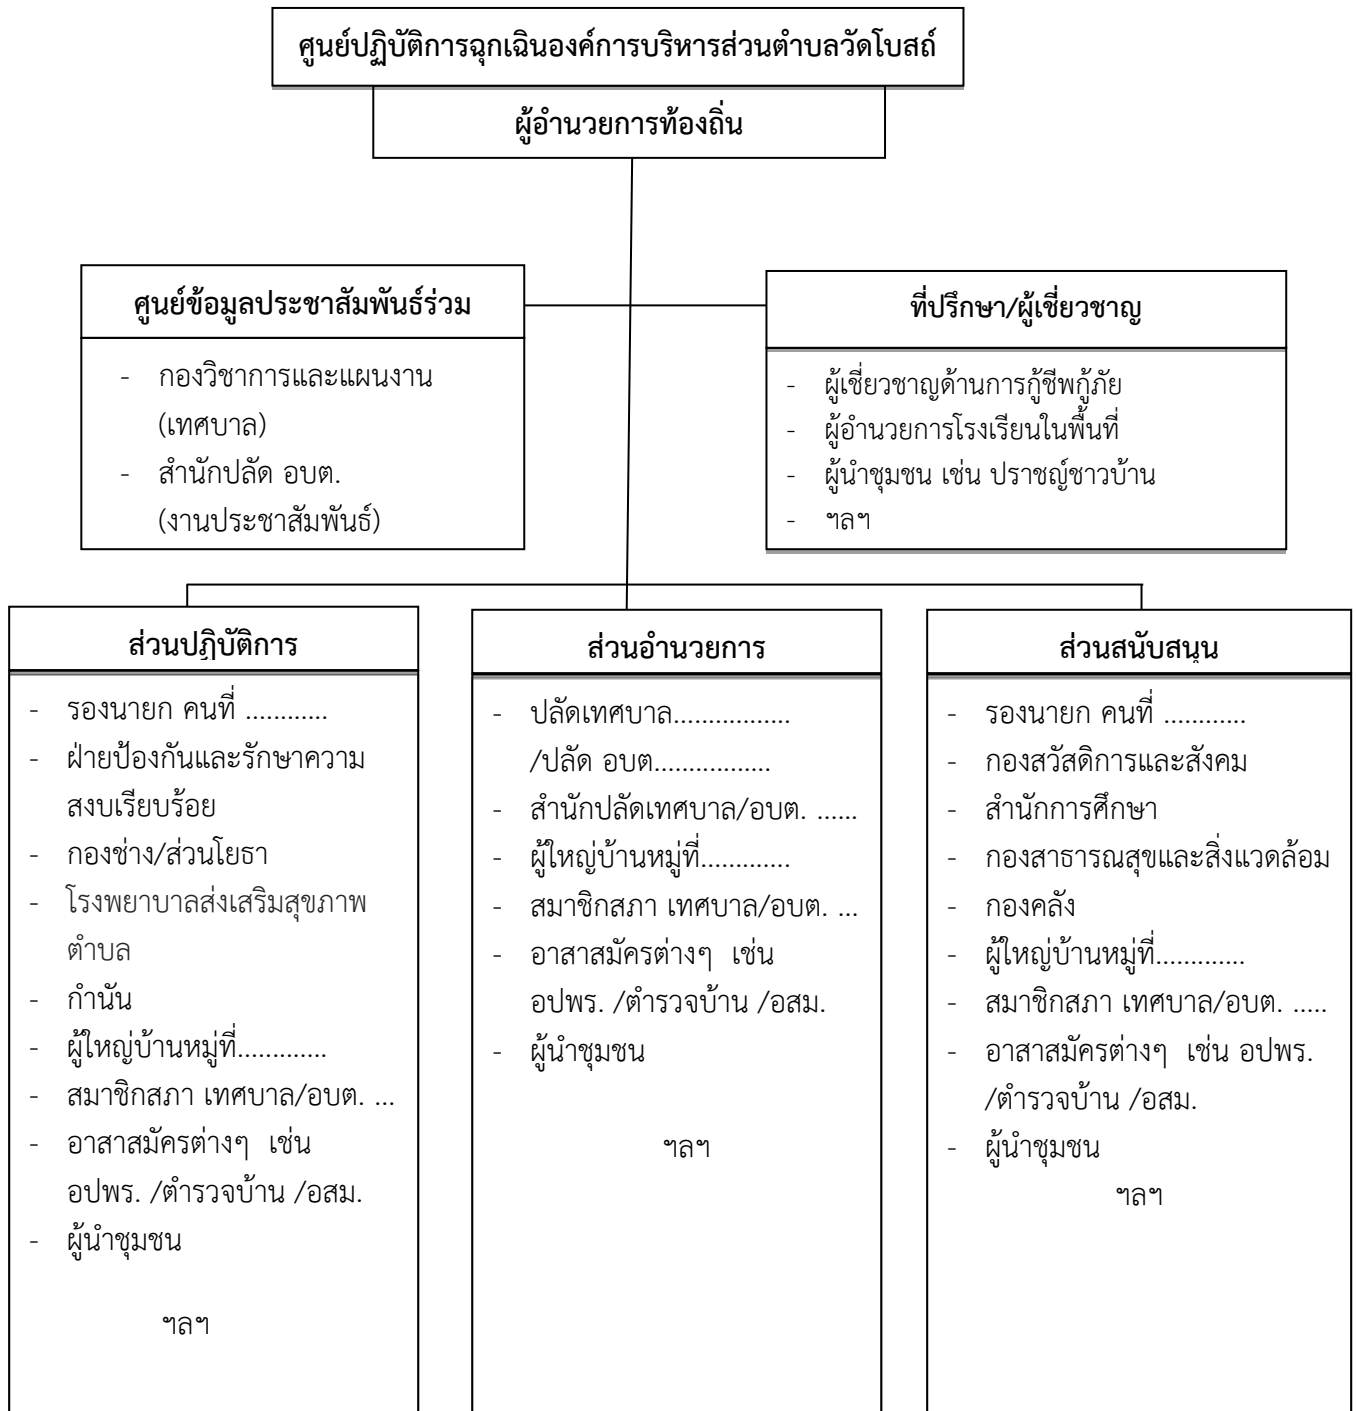 ศูนย์ปฏิบัติการฉุกเฉินองค์การบริหารส่วนตำบลวัดโบสถ์
ผู้อำนวยการท้องถิ่น
ศูนย์ข้อมูลประชาสัมพันธ์ร่วม
- กองวิชาการและแผนงาน
(เทศบาล)
- สำนักปลัด อบต.
(งานประชาสัมพันธ์)
ที่ปรึกษา/ผู้เชี่ยวชาญ
- ผู้เชี่ยวชาญด้านการกู้ชีพกู้ภัย
- ผู้อำนวยการโรงเรียนในพื้นที่
- ผู้นำชุมชน เช่น ปราชญ์ชาวบ้าน
- ฯลฯ
ส่วนปฏิบัติการ
- รองนายก คนที่ ............
- ฝ่ายป้องกันและรักษาความ
สงบเรียบร้อย
- กองช่าง/ส่วนโยธา
- โรงพยาบาลส่งเสริมสุขภาพ
ตำบล
- กำนัน
- ผู้ใหญ่บ้านหมู่ที่.............
- สมาชิกสภา เทศบาล/อบต. ...
- อาสาสมัครต่างๆ เช่น
อปพร. /ตำรวจบ้าน /อสม.
- ผู้นำชุมชน
ฯลฯ
ส่วนอำนวยการ
- ปลัดเทศบาล.................
/ปลัด อบต.................
- สำนักปลัดเทศบาล/อบต. ......
- ผู้ใหญ่บ้านหมู่ที่.............
- สมาชิกสภา เทศบาล/อบต. ...
- อาสาสมัครต่างๆ เช่น
อปพร. /ตำรวจบ้าน /อสม.
- ผู้นำชุมชน
ฯลฯ
ส่วนสนับสนุน
- รองนายก คนที่ ............
- กองสวัสดิการและสังคม
- สำนักการศึกษา
- กองสาธารณสุขและสิ่งแวดล้อม
- กองคลัง
- ผู้ใหญ่บ้านหมู่ที่.............
- สมาชิกสภา เทศบาล/อบต. .....
- อาสาสมัครต่างๆ เช่น อปพร.
/ตำรวจบ้าน /อสม.
- ผู้นำชุมชน
ฯลฯ